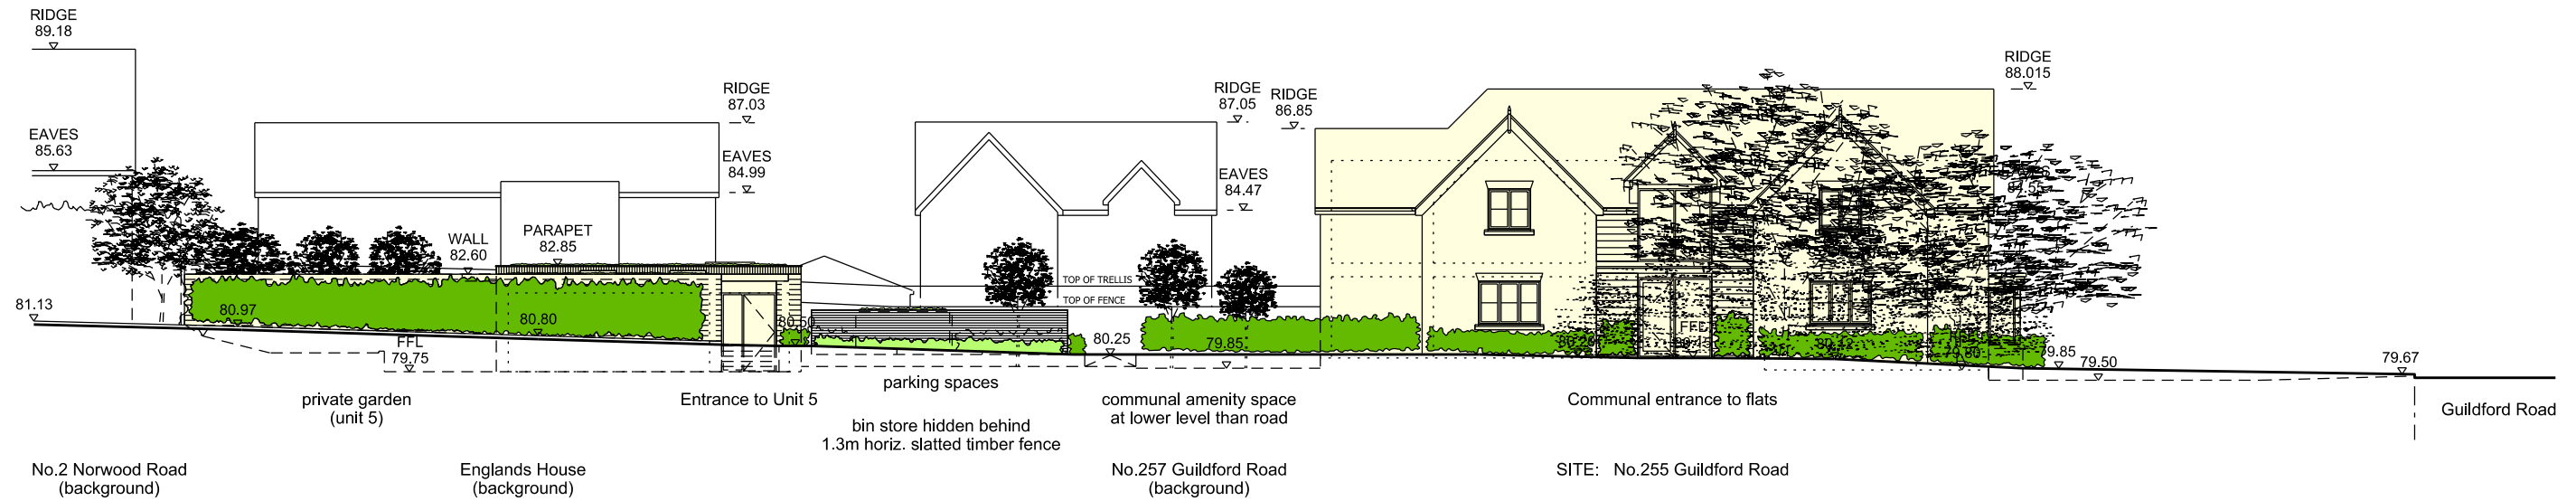 RIDGE
89.18
EAVES
85.63
RIDGE
87.03
EAVES
84.99
WALL
82.60
PARAPET
82.85
RIDGE
87.05
RIDGE
86.85
EAVES
84.47
RIDGE
88.015
TOP OF TRELLIS
TOP OF FENCE
81.13
80.97
80.80
80.50
FFL
79.75
80.25
79.85
FFL
79.80
79.85
79.50
79.67
private garden
(unit 5)
Entrance to Unit 5
parking spaces
bin store hidden behind
1.3m horiz. slatted timber fence
communal amenity space
at lower level than road
Communal entrance to flats
Guildford Road
No.2 Norwood Road
(background)
Englands House
(background)
No.257 Guildford Road
(background)
SITE: No.255 Guildford Road